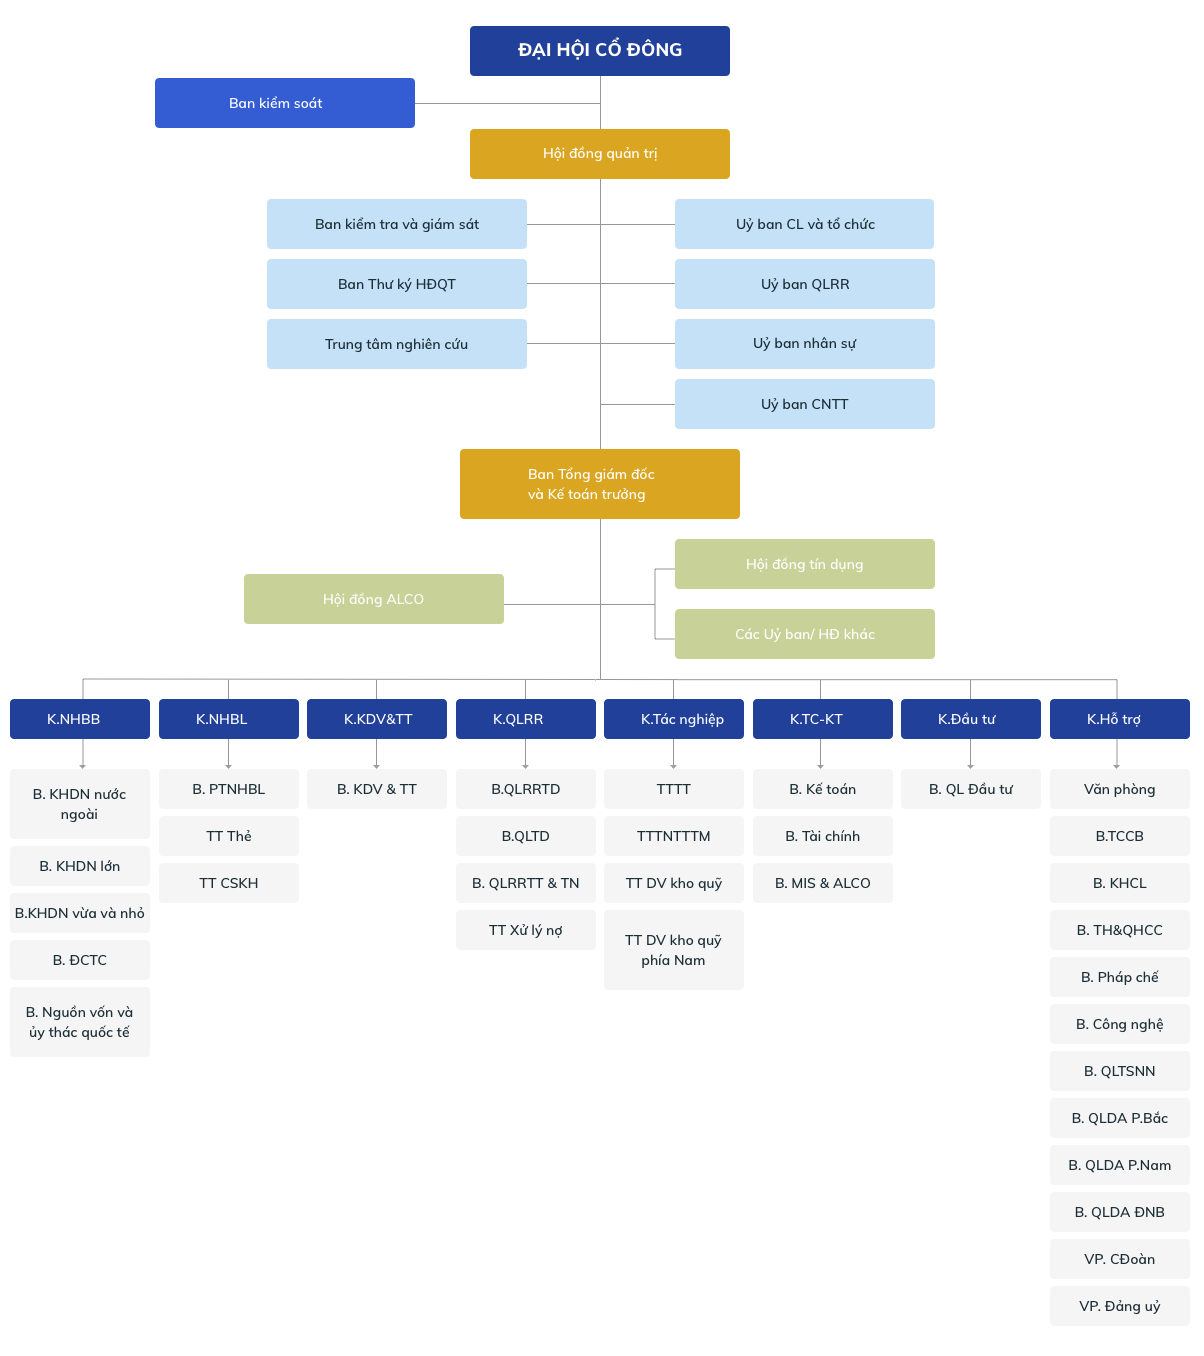 ĐẠI HỘI CỔ ĐÔNG
Ban kiểm soát
Hội đồng quản trị
Ban kiểm tra và giám sát
Uỷ ban CL và tổ chức
Ban Thư ký HĐQT
Uỷ ban QLRR
Trung tâm nghiên cứu
Uỷ ban nhân sự
Uỷ ban CNTT
Ban Tổng giám đốc
và Kế toán trưởng
Hội đồng tín dụng
Hội đồng ALCO
Các Uỷ ban/ HĐ khác
K.NHBB
B. KHDN nước
ngoài
B. KHDN lớn
B.KHDN vừa và nhỏ
B. ĐCTC
B. Nguồn vốn và
ủy thác quốc tế
K.NHBL
B. PTNHBL
TT Thẻ
TT CSKH
K.KDV&TT
B. KDV & TT
K.QLRR
B.QLRRTD
B.QLTD
B. QLRRTT & TN
TT Xử lý nợ
K.Tác nghiệp
TTTT
TTTNTTTM
TT DV kho quỹ
TT DV kho quỹ
phía Nam
K.TC-KT
B. Kế toán
B. Tài chính
B. MIS & ALCO
K.Đầu tư
B. QL Đầu tư
K.Hỗ trợ
Văn phòng
B.TCCB
B. KHCL
B. TH&QHCC
B. Pháp chế
B. Công nghệ
B. QLTSNN
B. QLDA P.Bắc
B. QLDA P.Nam
B. QLDA ĐNB
VP. CĐoàn
VP. Đảng uỷ